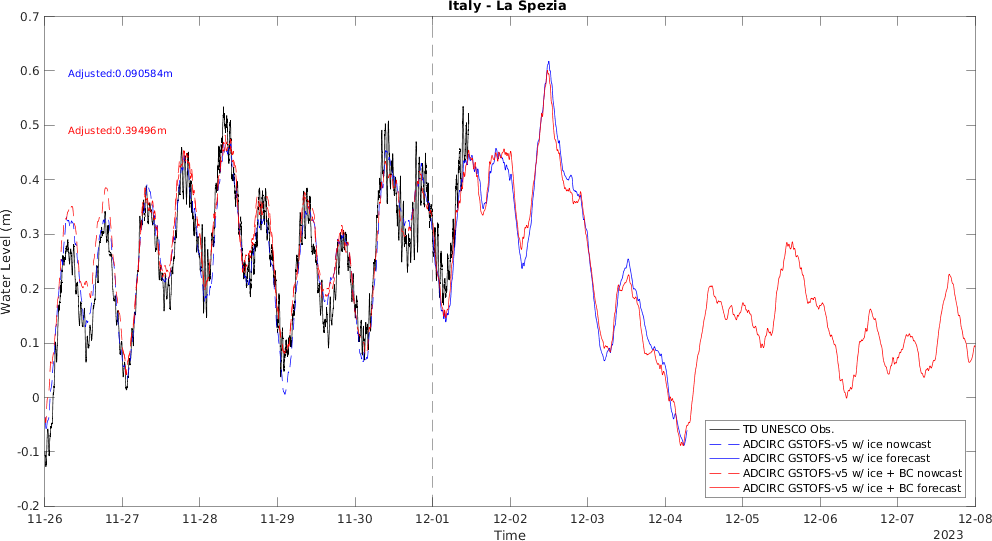 Italy - La Spezia
0.7
0.6
0.5
0.4
0.3
0.2
0.1
0
-0.1
-0.2
Water Level (m)
Adjusted:0.090584m
Adjusted:0.39496m
TD UNESCO Obs.
ADCIRC GSTOFS-v5 w/ ice nowcast
ADCIRC GSTOFS-v5 w/ ice forecast
ADCIRC GSTOFS-v5 w/ ice + BC nowcast
ADCIRC GSTOFS-v5 w/ ice + BC forecast
11-26 11-27 11-28 11-29 11-30 12-01 12-02 12-03 12-04 12-05 12-06 12-07 12-08
Time
2023